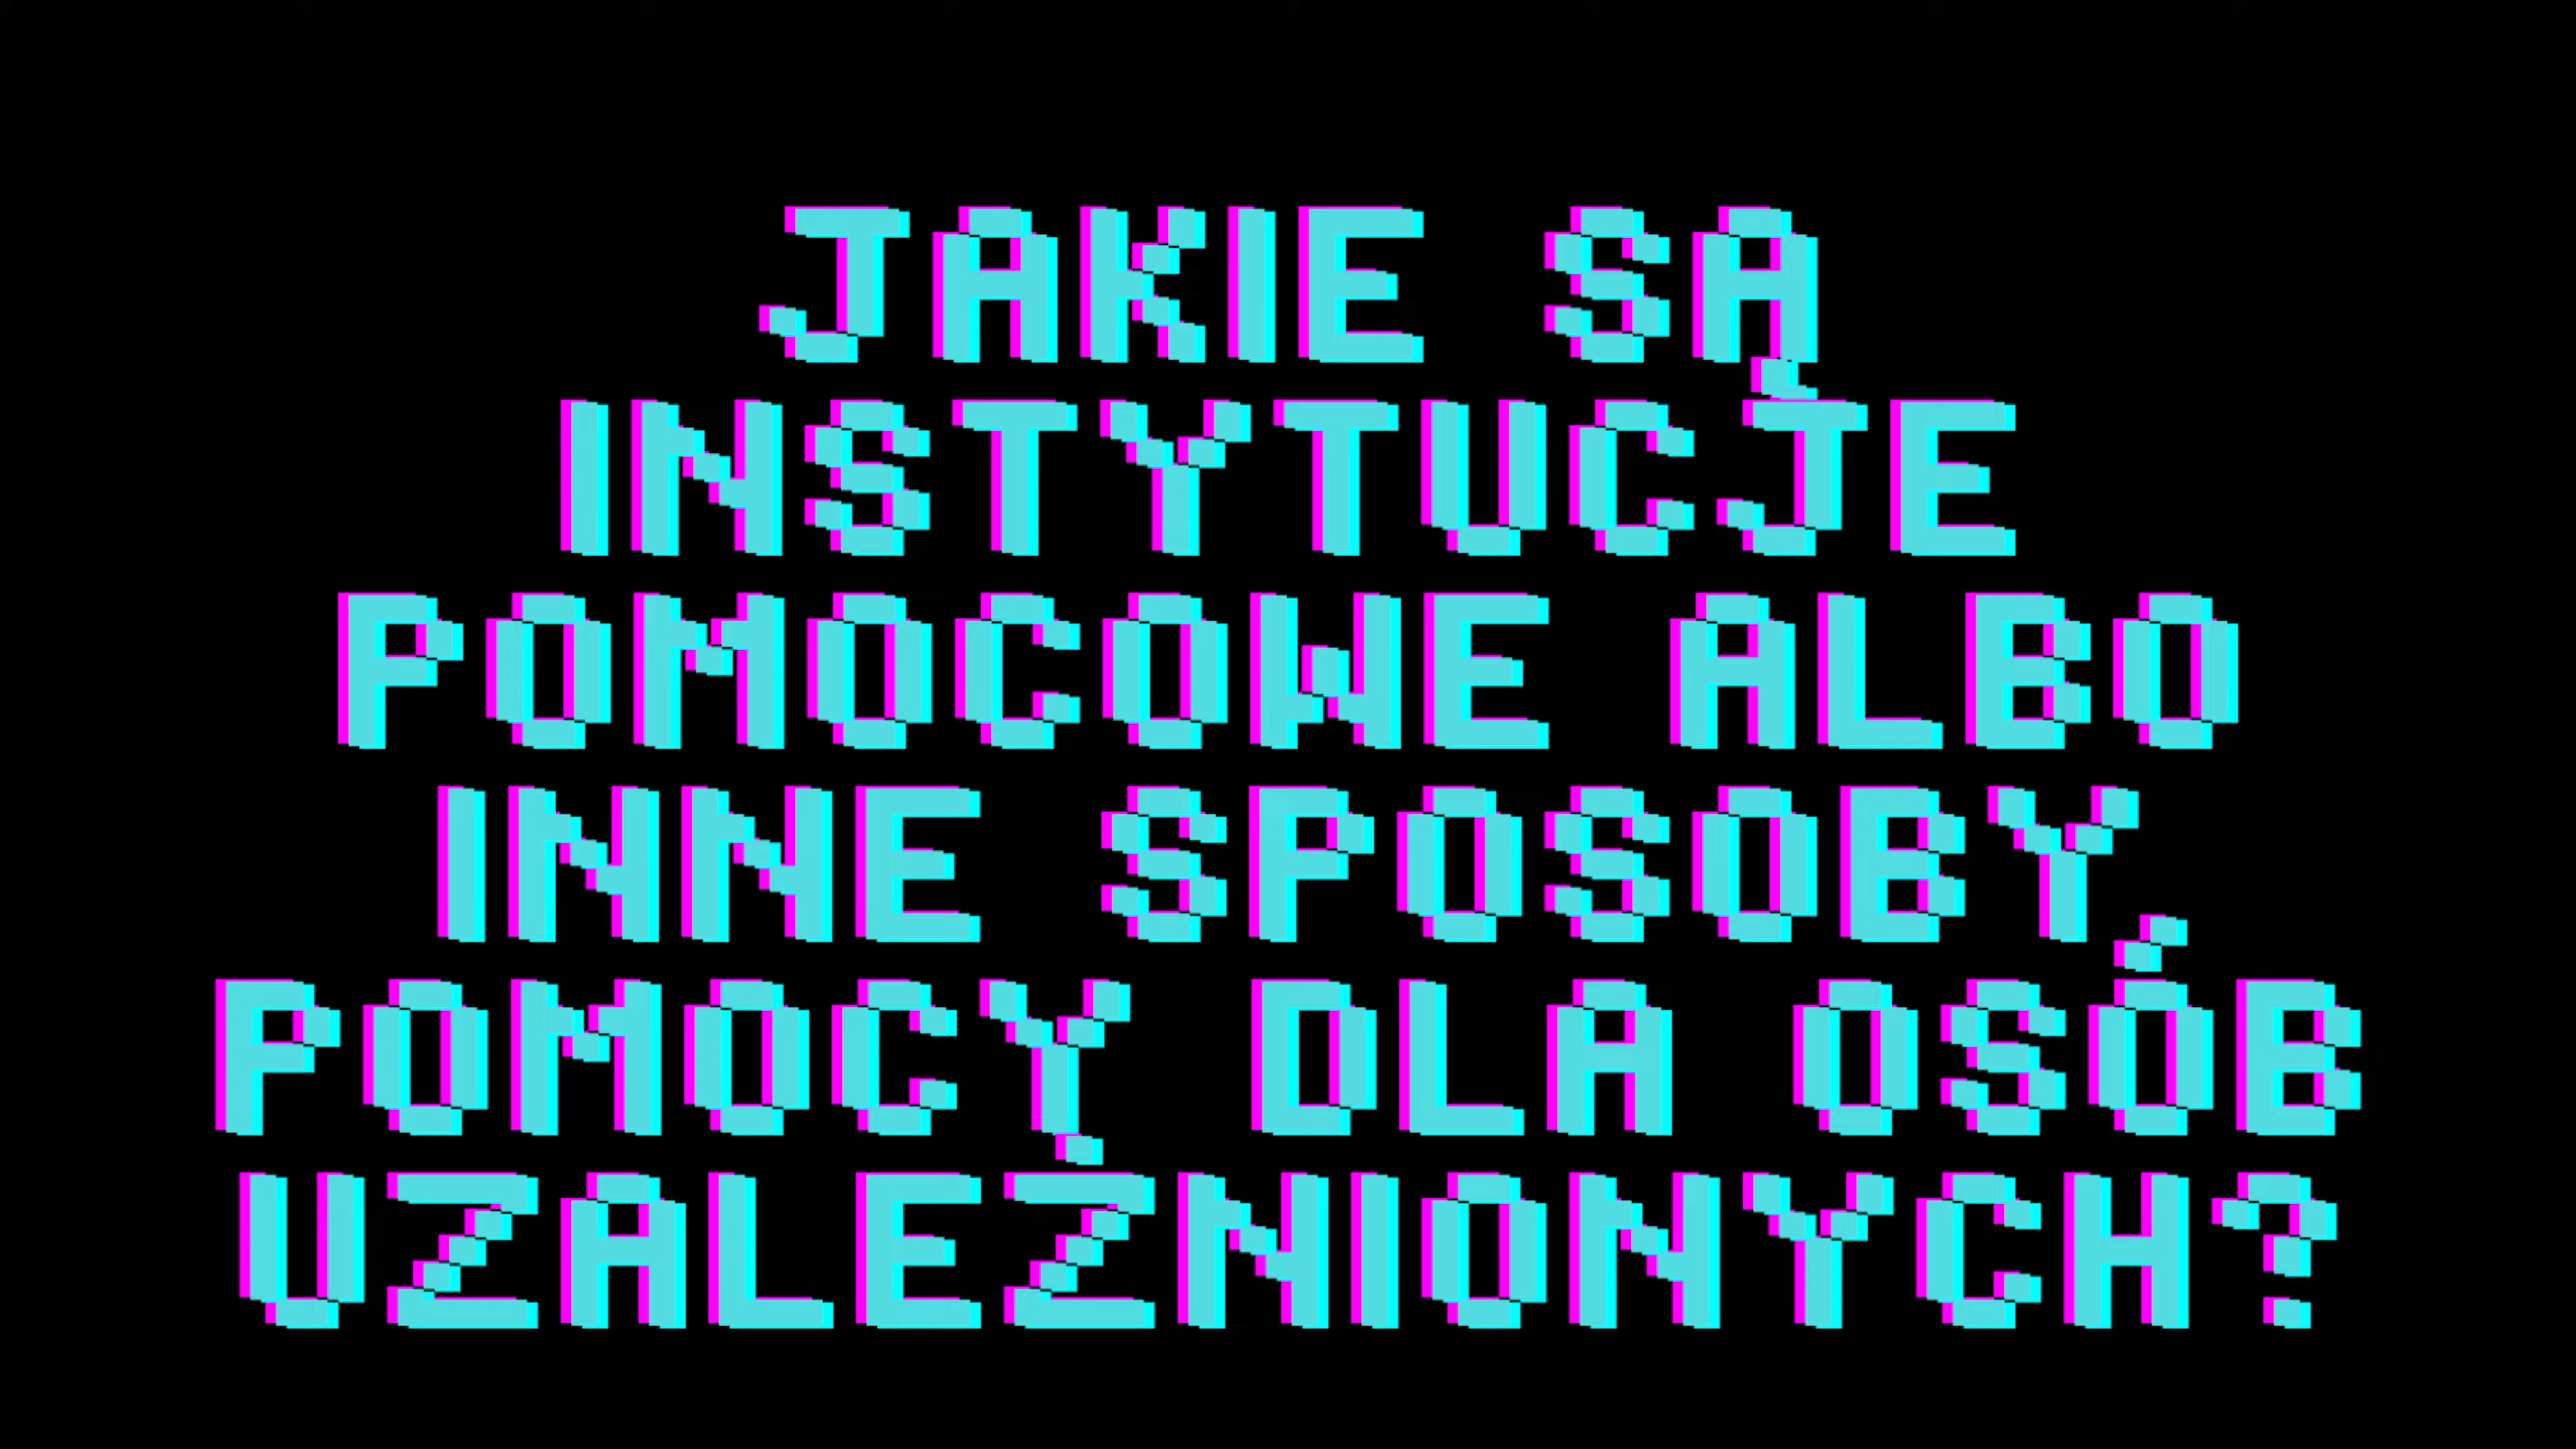 JAKIE SĄ
INSTYTUCJE
POMOCOWE ALBO
INNE SPOSOBY,
POMOCY DLA OSÓB
UZALEŻNIONYCH?